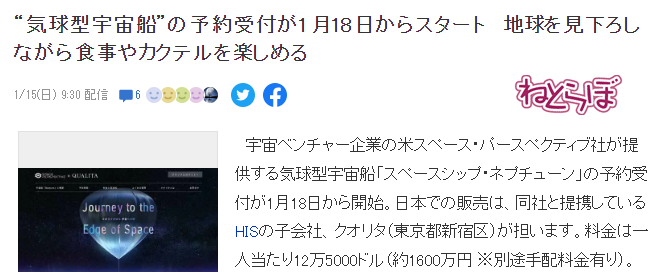 “気球型宇宙船”の予約受付が1月18日からスタート　地球を見下ろし
ながら食事やカクテルを楽しめる
1/15(日) 9:30 配信
6
ねとらぼ
宇宙ベンチャー企業の米スペース・パースペクティブ社が提
供する気球型宇宙船「スペースシップ・ネプチューン」の予約受
付が1月18日から開始。日本での販売は、同社と提携している
HISの子会社、クオリタ(東京都新宿区)が担います。料金は一
人当たり12万5000ドル(約1600万円 ※別途手配料金有り)。
QUALITA
Journey to the
Edge of Space